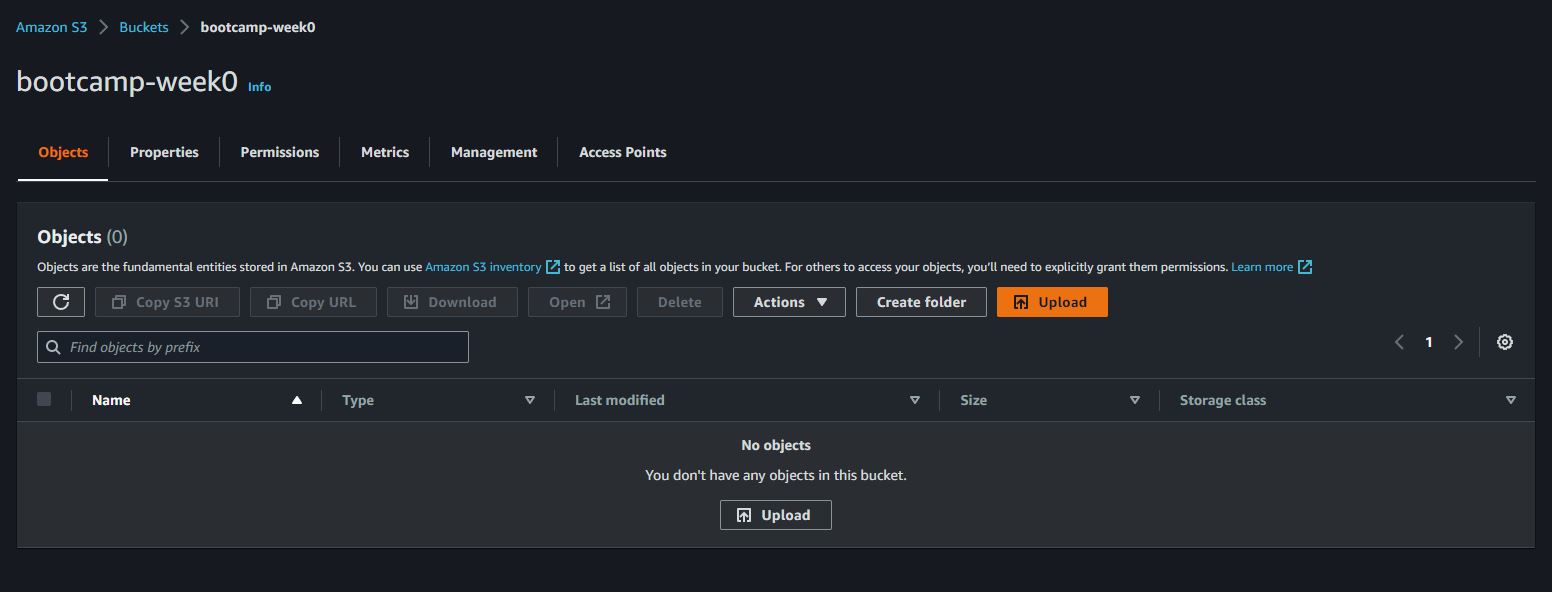 Amazon S3 > Buckets > bootcamp-week0
bootcamp-week0 Info
Objects Properties Permissions Metrics Management Access Points
Objects (0)
Objects are the fundamental entities stored in Amazon S3. You can use Amazon S3 inventory to get a list of all objects in your bucket. For others to access your objects, you'll need to explicitly grant them permissions. Learn more
Copy S3 URI Copy URL Download Open Delete Actions Create folder Upload
Find objects by prefix 1
Name Type Last modified Size Storage class
No objects
You don't have any objects in this bucket.
Upload